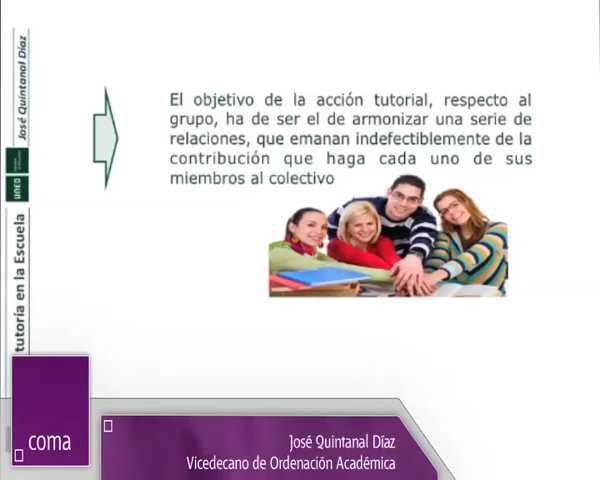 José Quintanal Díaz
UNED
tutoría en la Escuela
El objetivo de la acción tutorial, respecto al
grupo, ha de ser el de armonizar una serie de
relaciones, que emanan indefectiblemente de la
contribución que haga cada uno de sus
miembros al colectivo
coma
José Quintanal Díaz
Vicedecano de Ordenación Académica